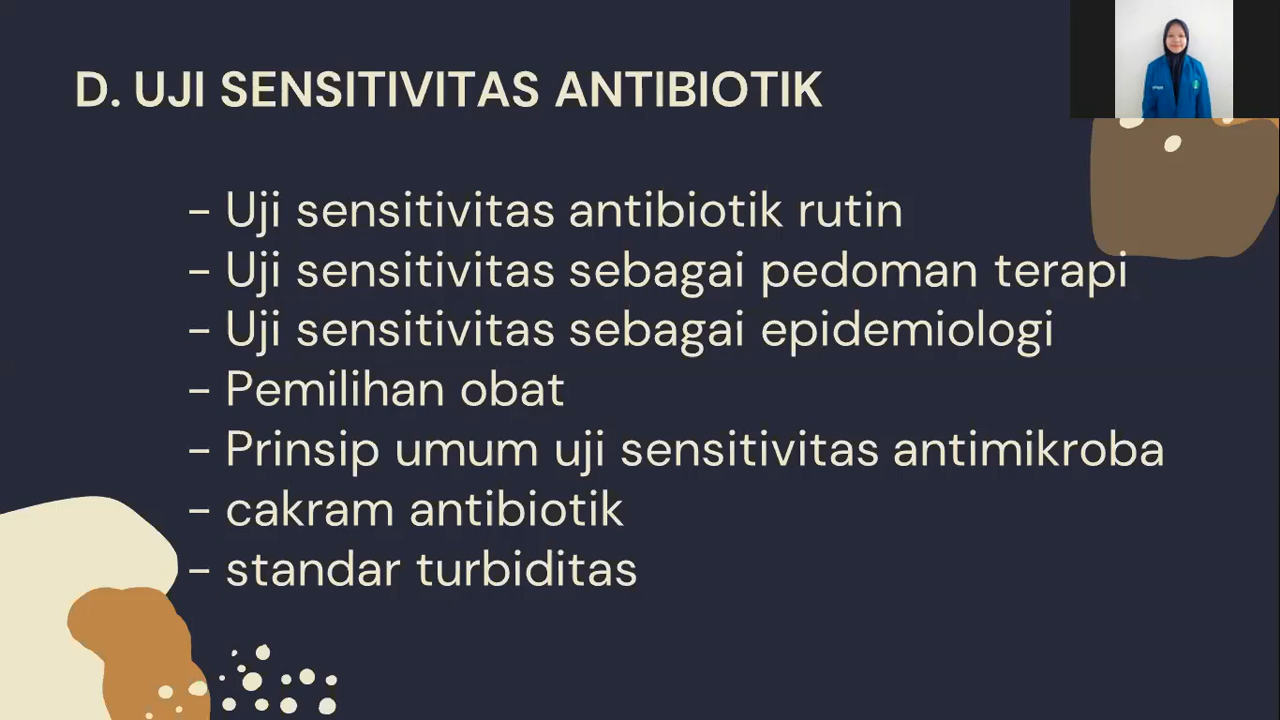 D. UJI SENSITIVITAS ANTIBIOTIK
- Uji sensitivitas antibiotik rutin
- Uji sensitivitas sebagai pedoman terapi
- Uji sensitivitas sebagai epidemiologi
- Pemilihan obat
- Prinsip umum uji sensitivitas antimikroba
- cakram antibiotik
- standar turbiditas